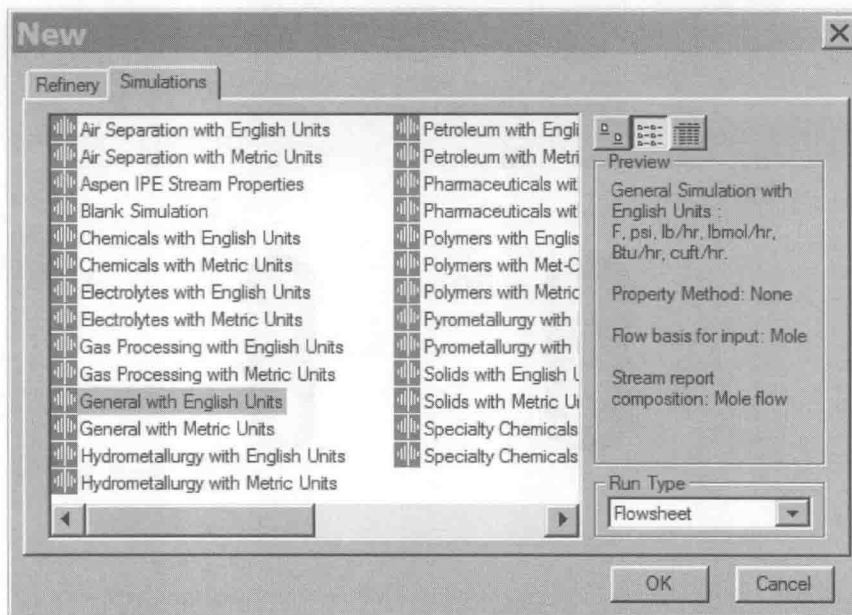 New
Refinery
Simulations
Air Separation with English Units
Air Separation with Metric Units
Aspen IPE Stream Properties
Blank Simulation
Chemicals with English Units
Chemicals with Metric Units
Electrolytes with English Units
Electrolytes with Metric Units
Gas Processing with English Units
Gas Processing with Metric Units
General with English Units
General with Metric Units
Hydrometallurgy with English Units
Hydrometallurgy with Metric Units
Petroleum with Engli
Petroleum with Metri
Pharmaceuticals wit
Pharmaceuticals wit
Polymers with Englis
Polymers with Met-C
Polymers with Metric
Pyrometallurgy with
Pyrometallurgy with
Solids with English U
Solids with Metric Un
Specialty Chemicals
Specialty Chemicals
Preview
General Simulation with
English Units :
F, psi, lb/hr, lbmol/hr,
Btu/hr, cuft/hr.
Property Method: None
Flow basis for input: Mole
Stream report
composition: Mole flow
Run Type
Flowsheet
OK
Cancel